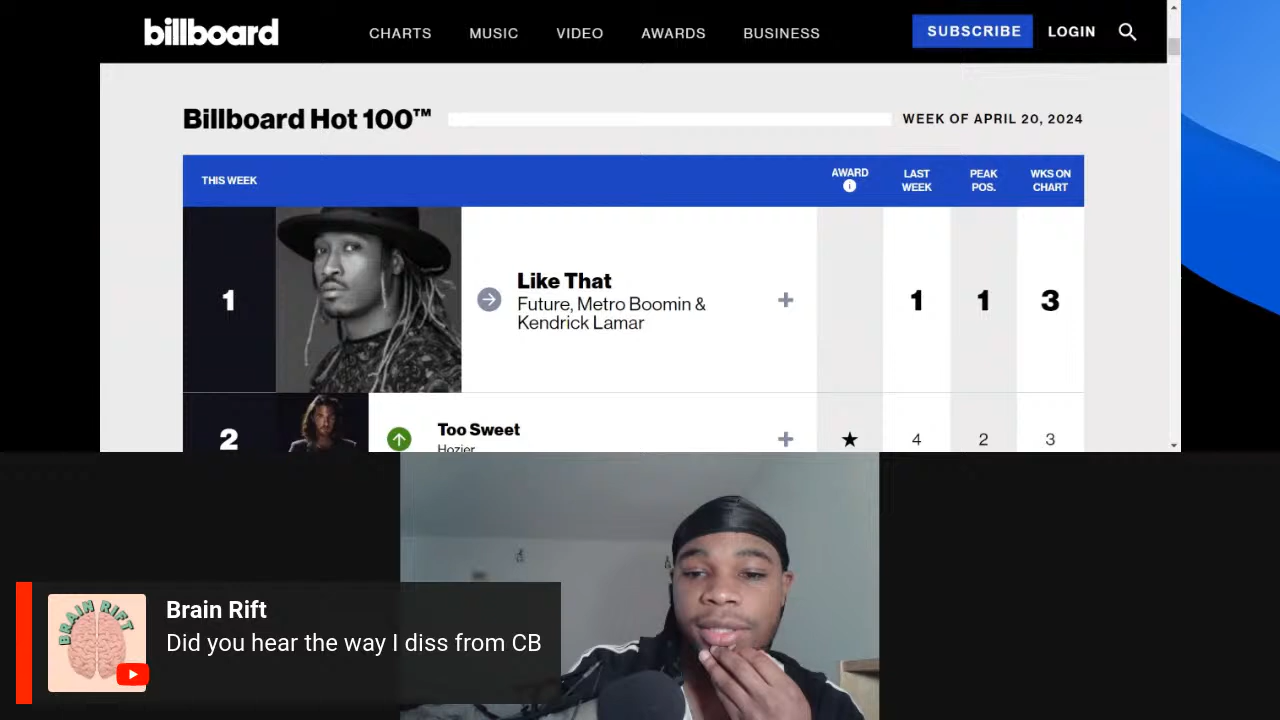 billboard
CHARTS MUSIC VIDEO AWARDS BUSINESS SUBSCRIBE LOGIN
Billboard Hot 100™ WEEK OF APRIL 20, 2024
THIS WEEK AWARD i LAST WEEK PEAK POS. WKS ON CHART
1 Like That 1 1 3
Future, Metro Boomin &
Kendrick Lamar
2 Too Sweet ★ 4 2 3
Hozier
BRAIN RIFT
Brain Rift
Did you hear the way I diss from CB